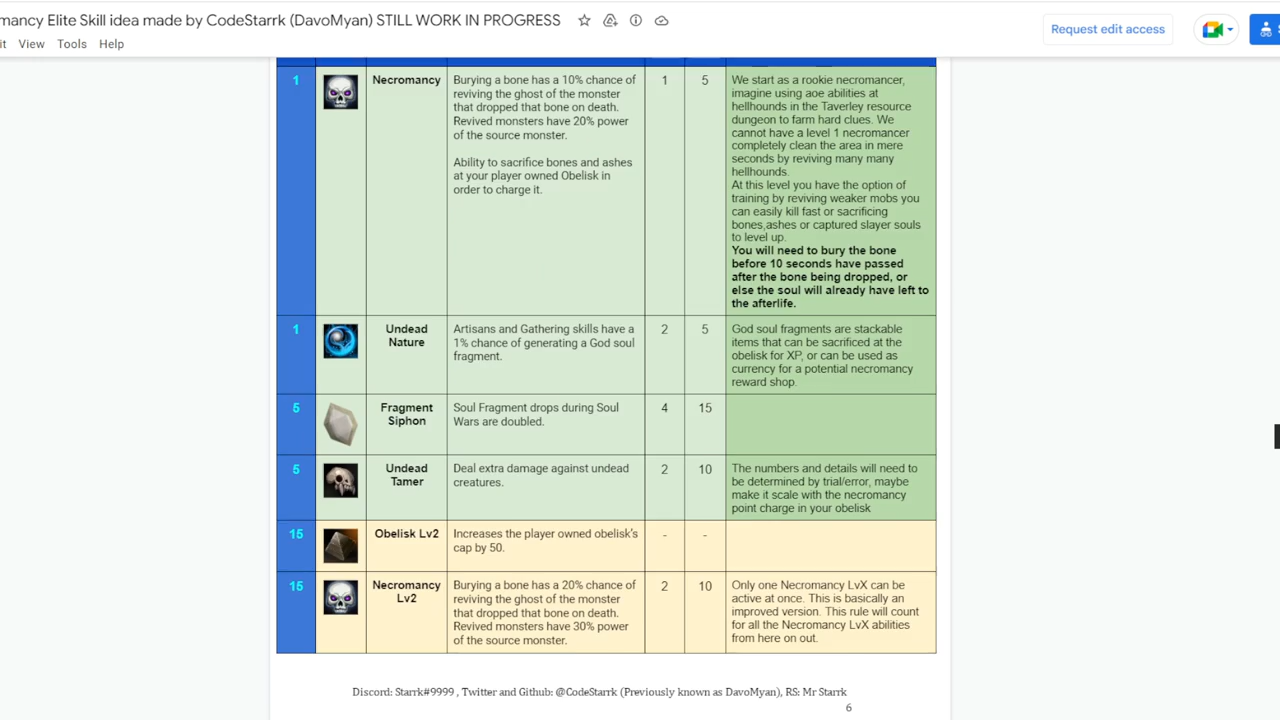 mancy Elite Skill idea made by CodeStarrk (DavoMyan) STILL WORK IN PROGRESS
it View Tools Help
Request edit access
1
Necromancy
Burying a bone has a 10% chance of
reviving the ghost of the monster
that dropped that bone on death.
Revived monsters have 20% power
of the source monster.
Ability to sacrifice bones and ashes
at your player owned Obelisk in
order to charge it.
1
5
We start as a rookie necromancer,
imagine using aoe abilities at
hellhounds in the Taverley resource
dungeon to farm hard clues. We
cannot have a level 1 necromancer
completely clean the area in mere
seconds by reviving many many
hellhounds.
At this level you have the option of
training by reviving weaker mobs you
can easily kill fast or sacrificing
bones,ashes or captured slayer souls
to level up.
You will need to bury the bone
before 10 seconds have passed
after the bone being dropped, or
else the soul will already have left to
the afterlife.
1
Undead
Nature
Artisans and Gathering skills have a
1% chance of generating a God soul
fragment.
2
5
God soul fragments are stackable
items that can be sacrificed at the
obelisk for XP, or can be used as
currency for a potential necromancy
reward shop.
5
Fragment
Siphon
Soul Fragment drops during Soul
Wars are doubled.
4
15
5
Undead
Tamer
Deal extra damage against undead
creatures.
2
10
The numbers and details will need to
be determined by trial/error, maybe
make it scale with the necromancy
point charge in your obelisk
15
Obelisk Lv2
Increases the player owned obelisk's
cap by 50.
-
-
15
Necromancy
Lv2
Burying a bone has a 20% chance of
reviving the ghost of the monster
that dropped that bone on death.
Revived monsters have 30% power
of the source monster.
2
10
Only one Necromancy LvX can be
active at once. This is basically an
improved version. This rule will count
for all the Necromancy LvX abilities
from here on out.
Discord: Starrk#9999 , Twitter and Github: @CodeStarrk (Previously known as DavoMyan), RS: Mr Starrk
6